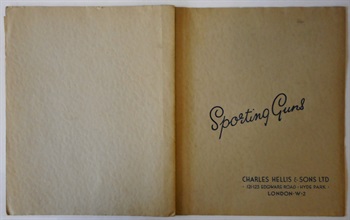 Sporting Guns
CHARLES HELLIS & SONS. LTD
121-123 EDGWARE ROAD · HYDE PARK
LONDON · W·2